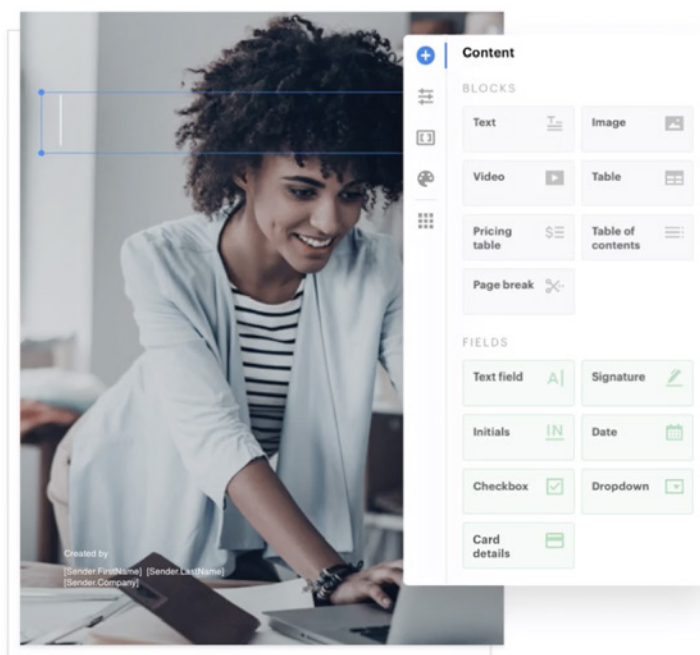 Content
BLOCKS
Text
Image
Video
Table
Pricing
table
Table of
contents
Page break
FIELDS
Text field
Signature
Initials
IN
Date
Checkbox
Dropdown
Card
details
Created by
[Sender.FirstName] [Sender.LastName]
[Sender.Company]